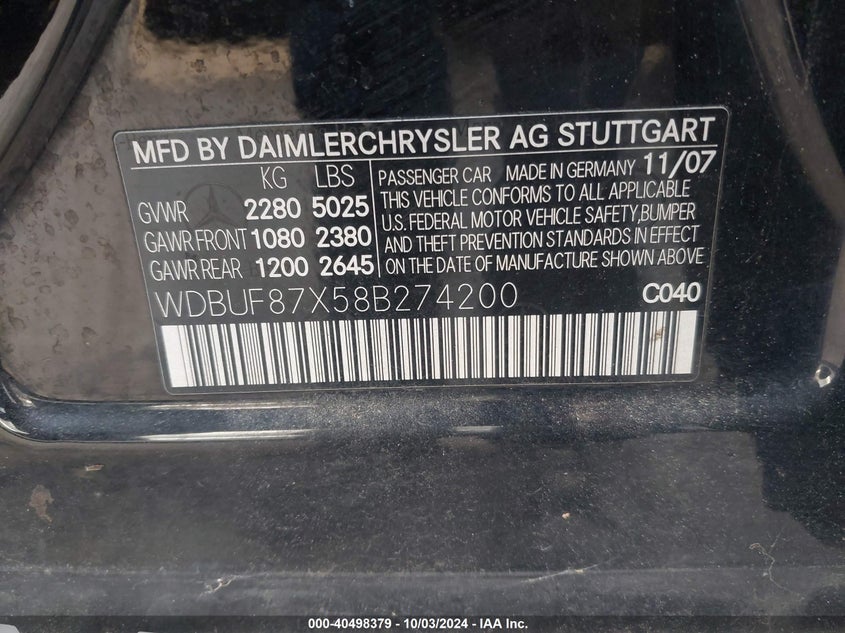 MFD BY DAIMLERCHRYSLER AG STUTTGART
KG LBS
GVWR 2280 5025
GAWR FRONT 1080 2380
GAWR REAR 1200 2645
PASSENGER CAR MADE IN GERMANY 11/07
THIS VEHICLE CONFORMS TO ALL APPLICABLE
U.S. FEDERAL MOTOR VEHICLE SAFETY,BUMPER
AND THEFT PREVENTION STANDARDS IN EFFECT
ON THE DATE OF MANUFACTURE SHOWN ABOVE
WDBUF87X58B274200 C040
000-40498379 - 10/03/2024 - IAA Inc.